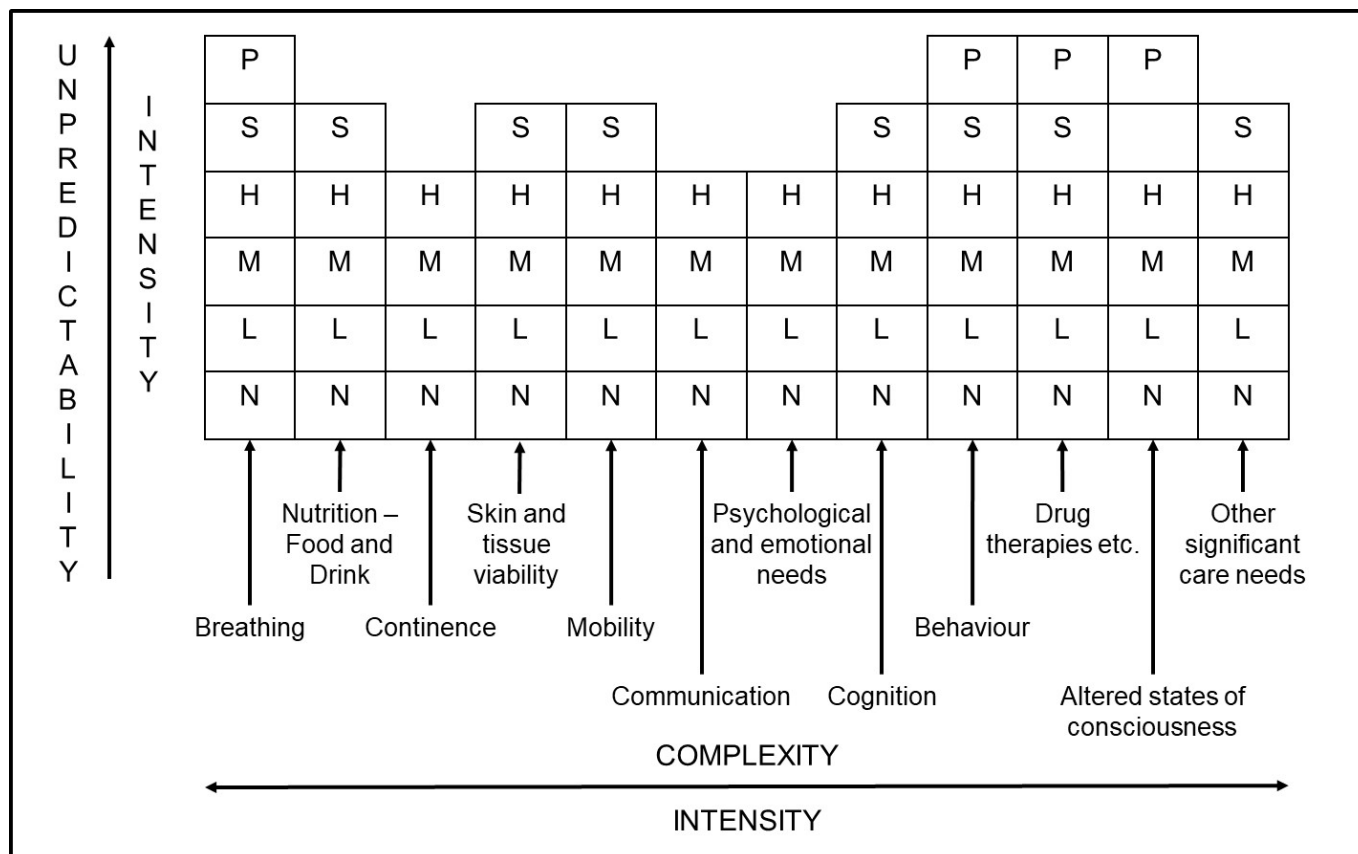 UNPREDICTABILITY
INTENSITY
P P P P
S S S S S S S S
H H H H H H H H H H H H
M M M M M M M M M M M M
L L L L L L L L L L L L
N N N N N N N N N N N N
Nutrition –
Food and
Drink
Skin and
tissue
viability
Psychological
and emotional
needs
Drug
therapies etc.
Other
significant
care needs
Breathing
Continence
Mobility
Behaviour
Communication
Cognition
Altered states of
consciousness
COMPLEXITY
INTENSITY